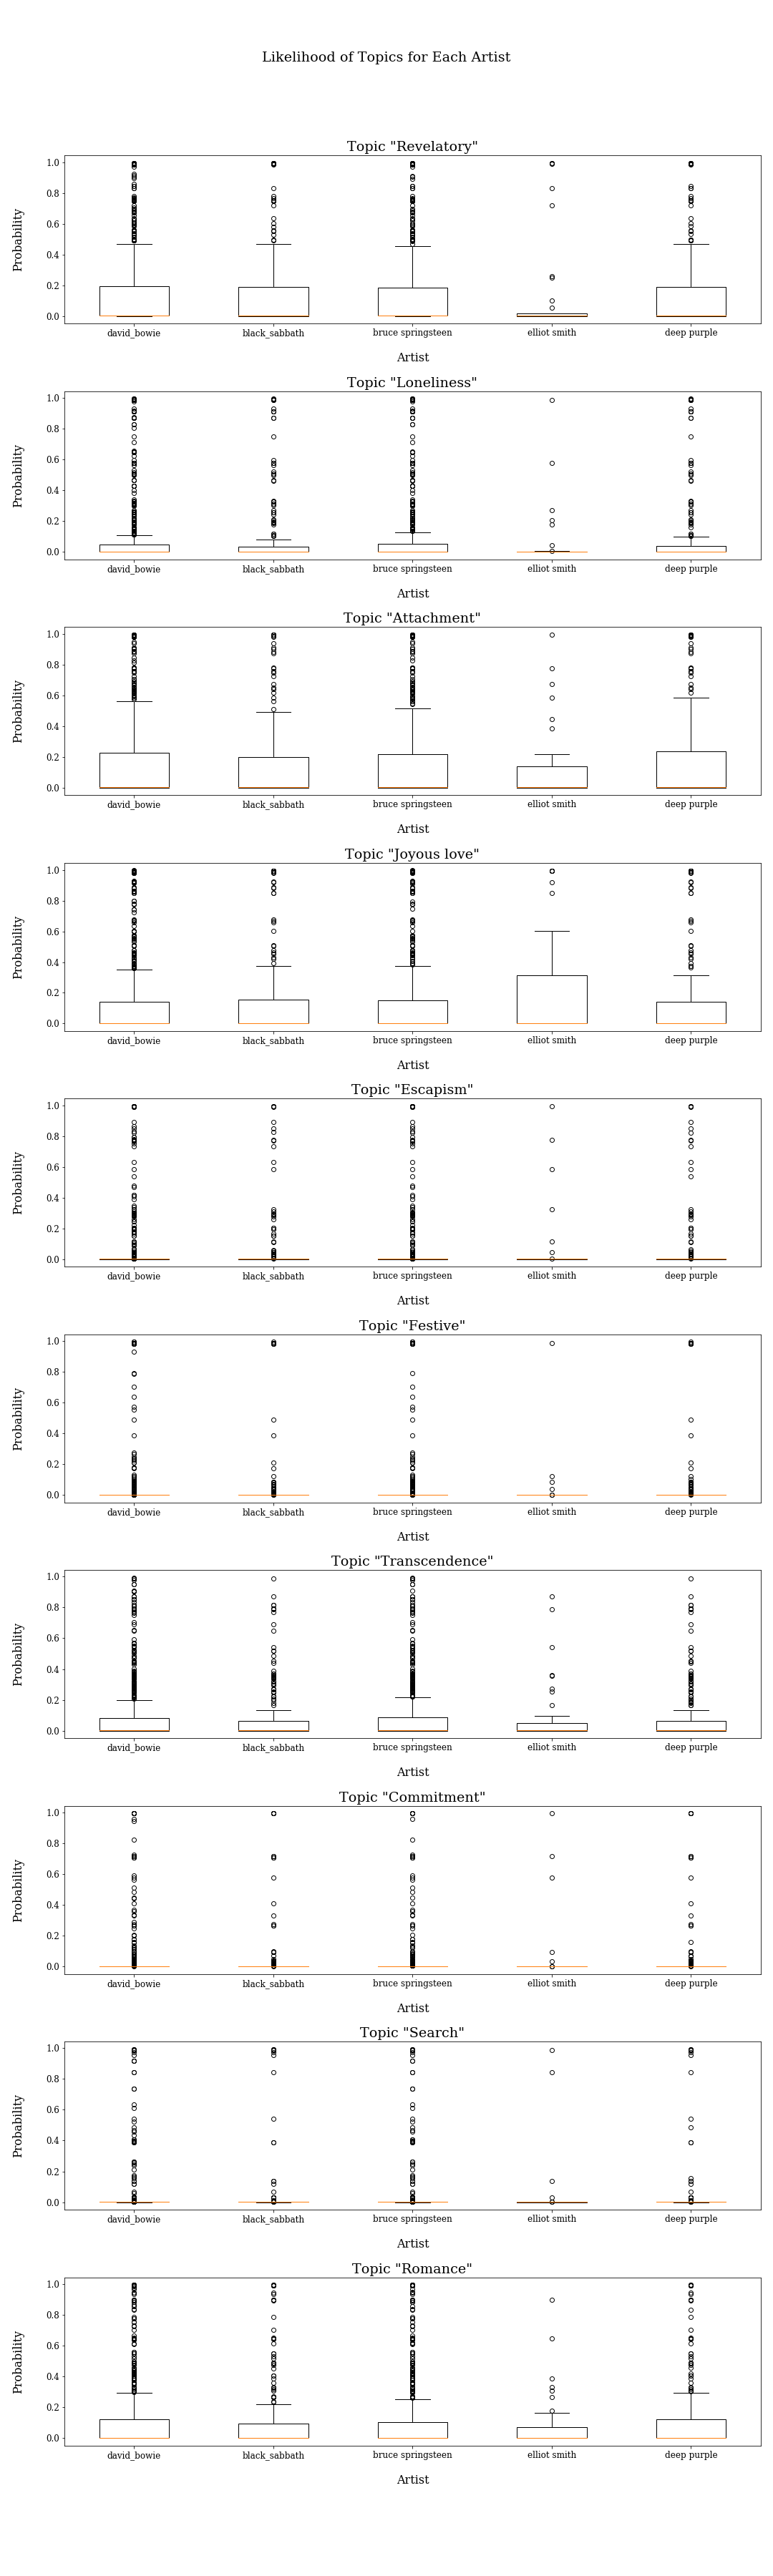 Likelihood of Topics for Each Artist
Topic "Revelatory"
1.0
0.8
0.6
0.4
0.2
0.0
Probability
david_bowie black_sabbath bruce springsteen elliot smith deep purple
Artist
Topic "Loneliness"
1.0
0.8
0.6
0.4
0.2
0.0
Probability
david_bowie black_sabbath bruce springsteen elliot smith deep purple
Artist
Topic "Attachment"
1.0
0.8
0.6
0.4
0.2
0.0
Probability
david_bowie black_sabbath bruce springsteen elliot smith deep purple
Artist
Topic "Joyous love"
1.0
0.8
0.6
0.4
0.2
0.0
Probability
david_bowie black_sabbath bruce springsteen elliot smith deep purple
Artist
Topic "Escapism"
1.0
0.8
0.6
0.4
0.2
0.0
Probability
david_bowie black_sabbath bruce springsteen elliot smith deep purple
Artist
Topic "Festive"
1.0
0.8
0.6
0.4
0.2
0.0
Probability
david_bowie black_sabbath bruce springsteen elliot smith deep purple
Artist
Topic "Transcendence"
1.0
0.8
0.6
0.4
0.2
0.0
Probability
david_bowie black_sabbath bruce springsteen elliot smith deep purple
Artist
Topic "Commitment"
1.0
0.8
0.6
0.4
0.2
0.0
Probability
david_bowie black_sabbath bruce springsteen elliot smith deep purple
Artist
Topic "Search"
1.0
0.8
0.6
0.4
0.2
0.0
Probability
david_bowie black_sabbath bruce springsteen elliot smith deep purple
Artist
Topic "Romance"
1.0
0.8
0.6
0.4
0.2
0.0
Probability
david_bowie black_sabbath bruce springsteen elliot smith deep purple
Artist